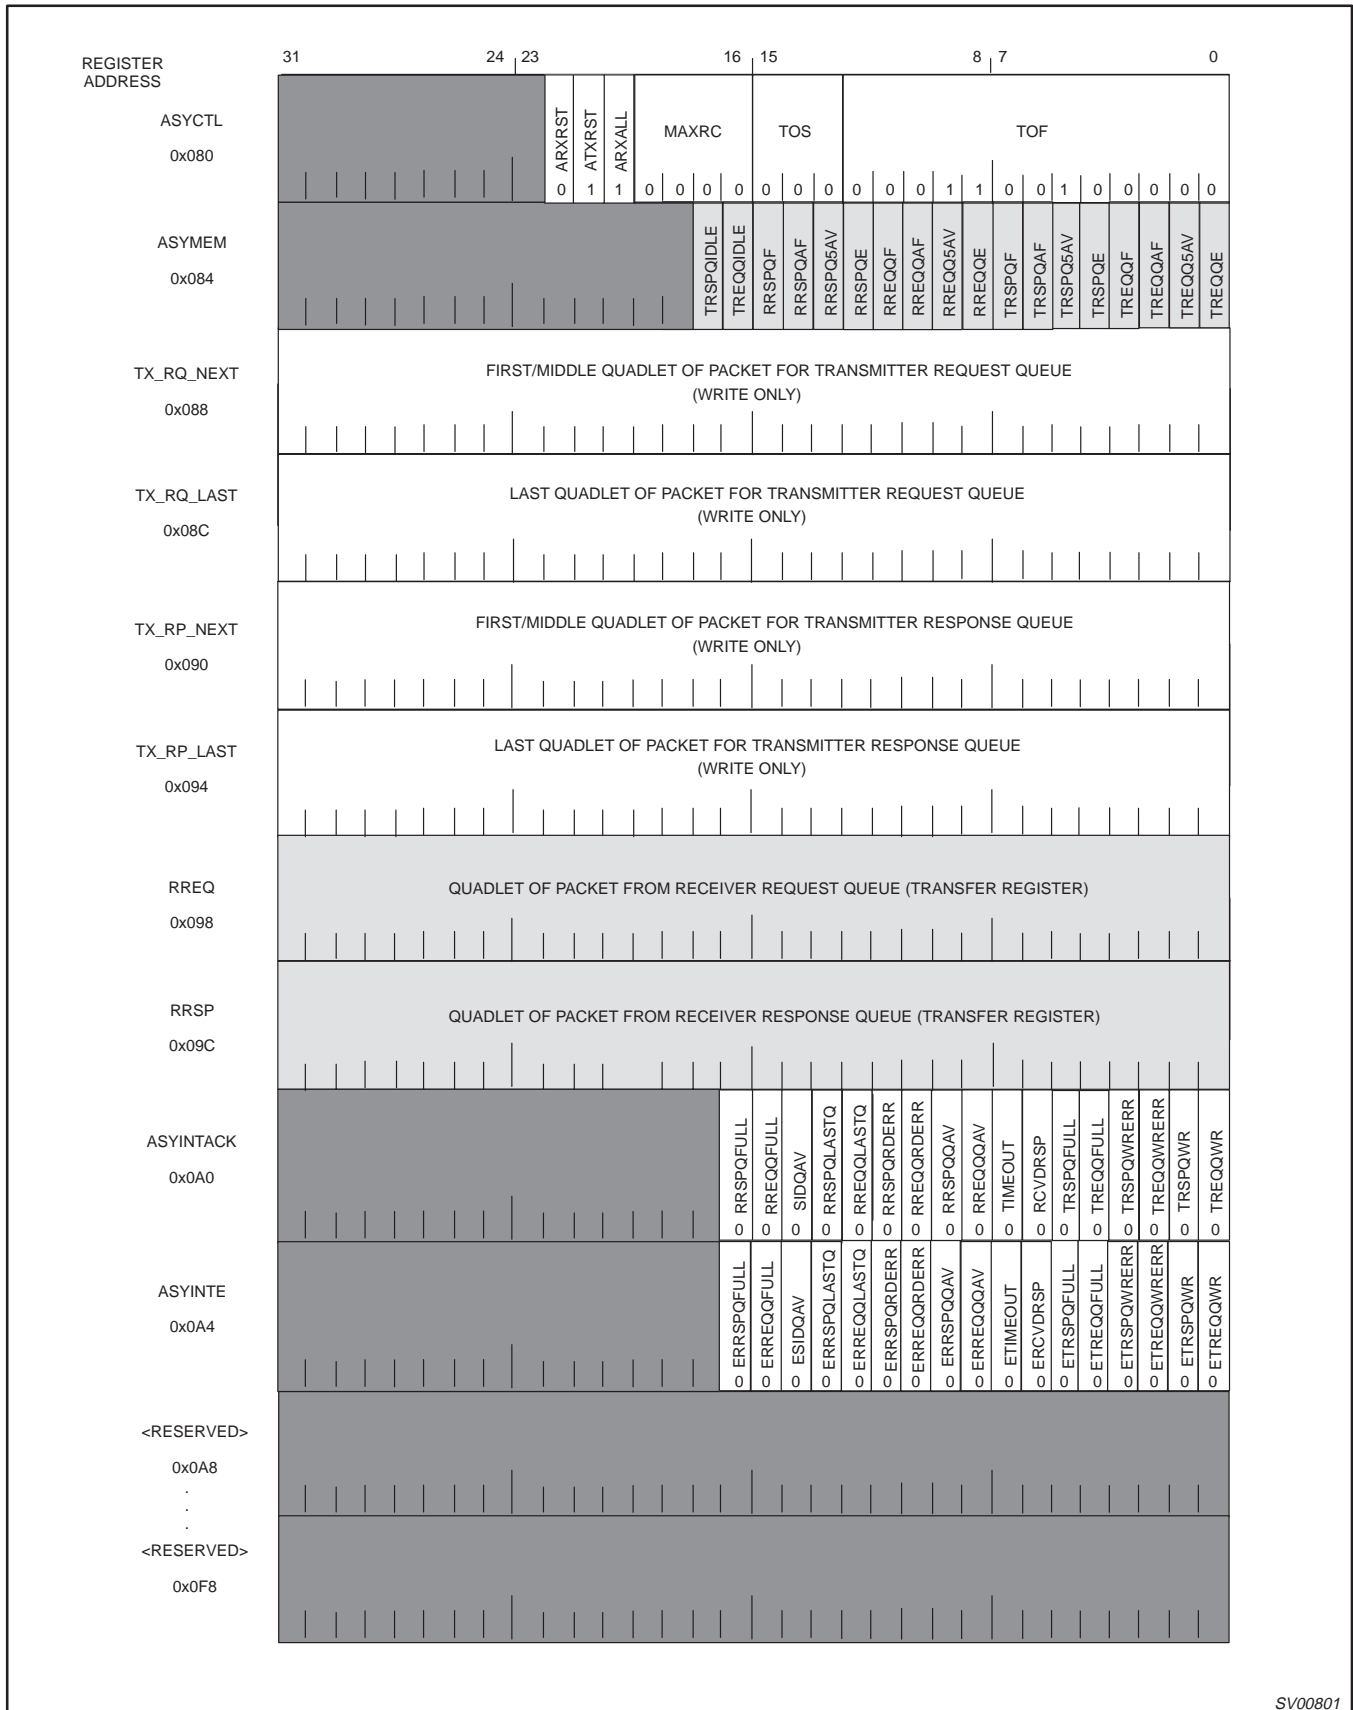 REGISTER
ADDRESS
31 24 23 16 15 8 7 0
ASYCTL
0x080
ARXRST
ATXRST
ARXALL
MAXRC
TOS
TOF
0 1 1 0 0 0 0 0 0 0 0 0 0 1 1 0 0 1 0 0 0 0 0
ASYMEM
0x084
TRSPQIDLE
TREQQIDLE
RRSPQF
RRSPQAF
RRSPQ5AV
RRSPQE
RREQQF
RREQQAF
RREQQ5AV
RREQQE
TRSPQF
TRSPQAF
TRSPQ5AV
TRSPQE
TREQQF
TREQQAF
TREQQ5AV
TREQQE
TX_RQ_NEXT
0x088
FIRST/MIDDLE QUADLET OF PACKET FOR TRANSMITTER REQUEST QUEUE
(WRITE ONLY)
TX_RQ_LAST
0x08C
LAST QUADLET OF PACKET FOR TRANSMITTER REQUEST QUEUE
(WRITE ONLY)
TX_RP_NEXT
0x090
FIRST/MIDDLE QUADLET OF PACKET FOR TRANSMITTER RESPONSE QUEUE
(WRITE ONLY)
TX_RP_LAST
0x094
LAST QUADLET OF PACKET FOR TRANSMITTER RESPONSE QUEUE
(WRITE ONLY)
RREQ
0x098
QUADLET OF PACKET FROM RECEIVER REQUEST QUEUE (TRANSFER REGISTER)
RRSP
0x09C
QUADLET OF PACKET FROM RECEIVER RESPONSE QUEUE (TRANSFER REGISTER)
ASYINTACK
0x0A0
0 RRSPQFULL
0 RREQQFULL
0 SIDQAV
0 RRSPQLASTQ
0 RREQQLASTQ
0 RRSPQRDERR
0 RREQQRDERR
0 RRSPQQAV
0 RREQQQAV
0 TIMEOUT
0 RCVDRSP
0 TRSPQFULL
0 TREQQFULL
0 TRSPQWRERR
0 TREQQWRERR
0 TRSPQWR
0 TREQQWR
ASYINTE
0x0A4
0 ERRSPQFULL
0 ERREQQFULL
0 ESIDQAV
0 ERRSPQLASTQ
0 ERREQQLASTQ
0 ERRSPQRDERR
0 ERREQQRDERR
0 ERRSPQQAV
0 ERREQQQAV
0 ETIMEOUT
0 ERCVDRSP
0 ETRSPQFULL
0 ETREQQFULL
0 ETRSPQWRERR
0 ETREQQWRERR
0 ETRSPQWR
0 ETREQQWR
<RESERVED>
0x0A8
.
.
.
<RESERVED>
0x0F8
SV00801